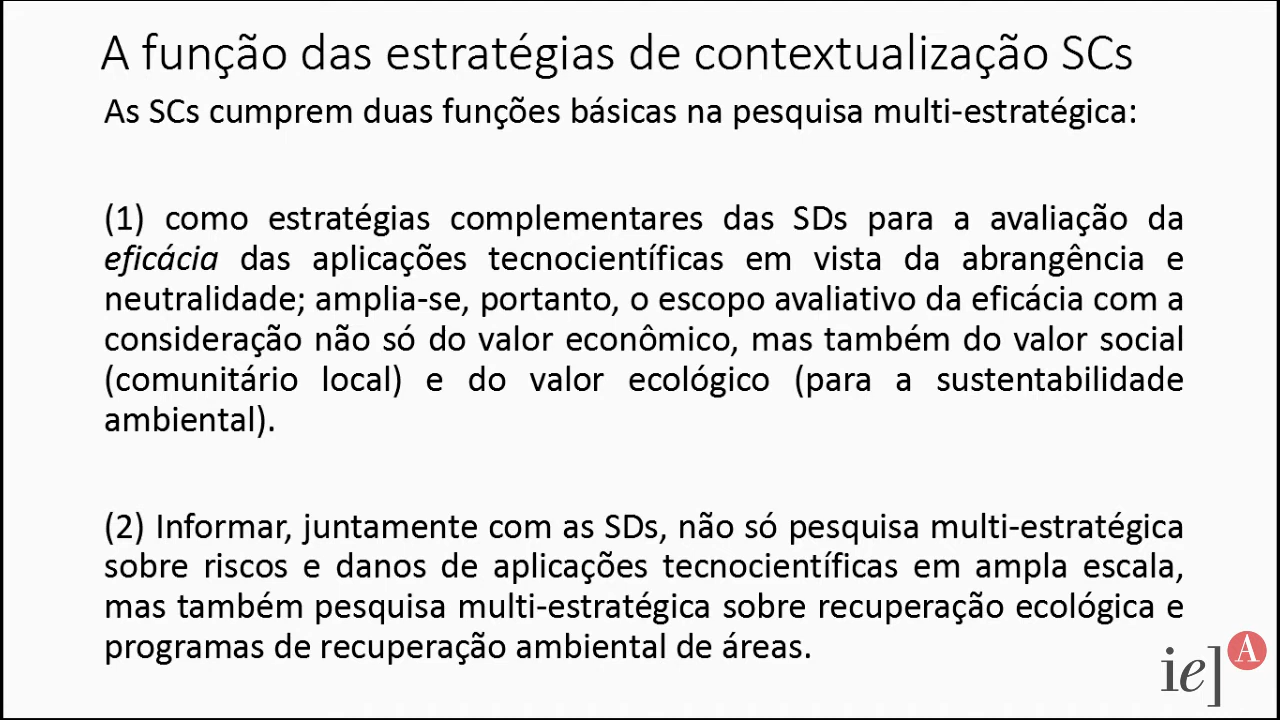 A função das estratégias de contextualização SCs
As SCs cumprem duas funções básicas na pesquisa multi-estratégica:
(1) como estratégias complementares das SDs para a avaliação da
eficácia das aplicações tecnocientíficas em vista da abrangência e
neutralidade; amplia-se, portanto, o escopo avaliativo da eficácia com a
consideração não só do valor econômico, mas também do valor social
(comunitário local) e do valor ecológico (para a sustentabilidade
ambiental).
(2) Informar, juntamente com as SDs, não só pesquisa multi-estratégica
sobre riscos e danos de aplicações tecnocientíficas em ampla escala,
mas também pesquisa multi-estratégica sobre recuperação ecológica e
programas de recuperação ambiental de áreas.
ie] A